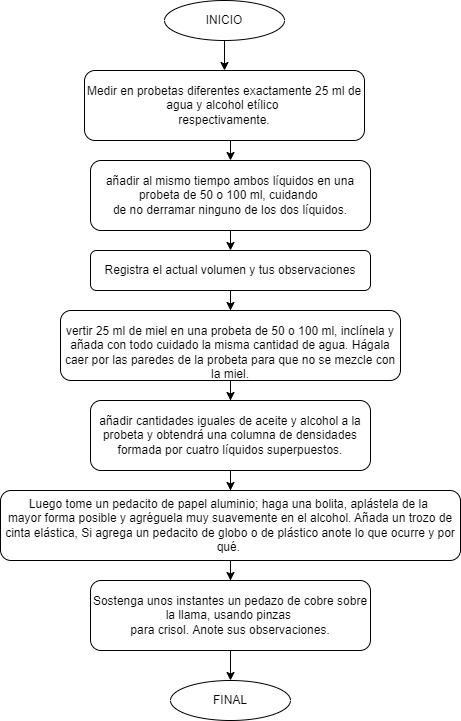 INICIO
Medir en probetas diferentes exactamente 25 ml de
agua y alcohol etílico
respectivamente.
añadir al mismo tiempo ambos líquidos en una
probeta de 50 o 100 ml, cuidando
de no derramar ninguno de los dos líquidos.
Registra el actual volumen y tus observaciones
vertir 25 ml de miel en una probeta de 50 o 100 ml, inclínela y
añada con todo cuidado la misma cantidad de agua. Hágala
caer por las paredes de la probeta para que no se mezcle con
la miel.
añadir cantidades iguales de aceite y alcohol a la
probeta y obtendrá una columna de densidades
formada por cuatro líquidos superpuestos.
Luego tome un pedacito de papel aluminio; haga una bolita, aplástela de la
mayor forma posible y agréguela muy suavemente en el alcohol. Añada un trozo de
cinta elástica, Si agrega un pedacito de globo o de plástico anote lo que ocurre y por
qué.
Sostenga unos instantes un pedazo de cobre sobre
la llama, usando pinzas
para crisol. Anote sus observaciones.
FINAL